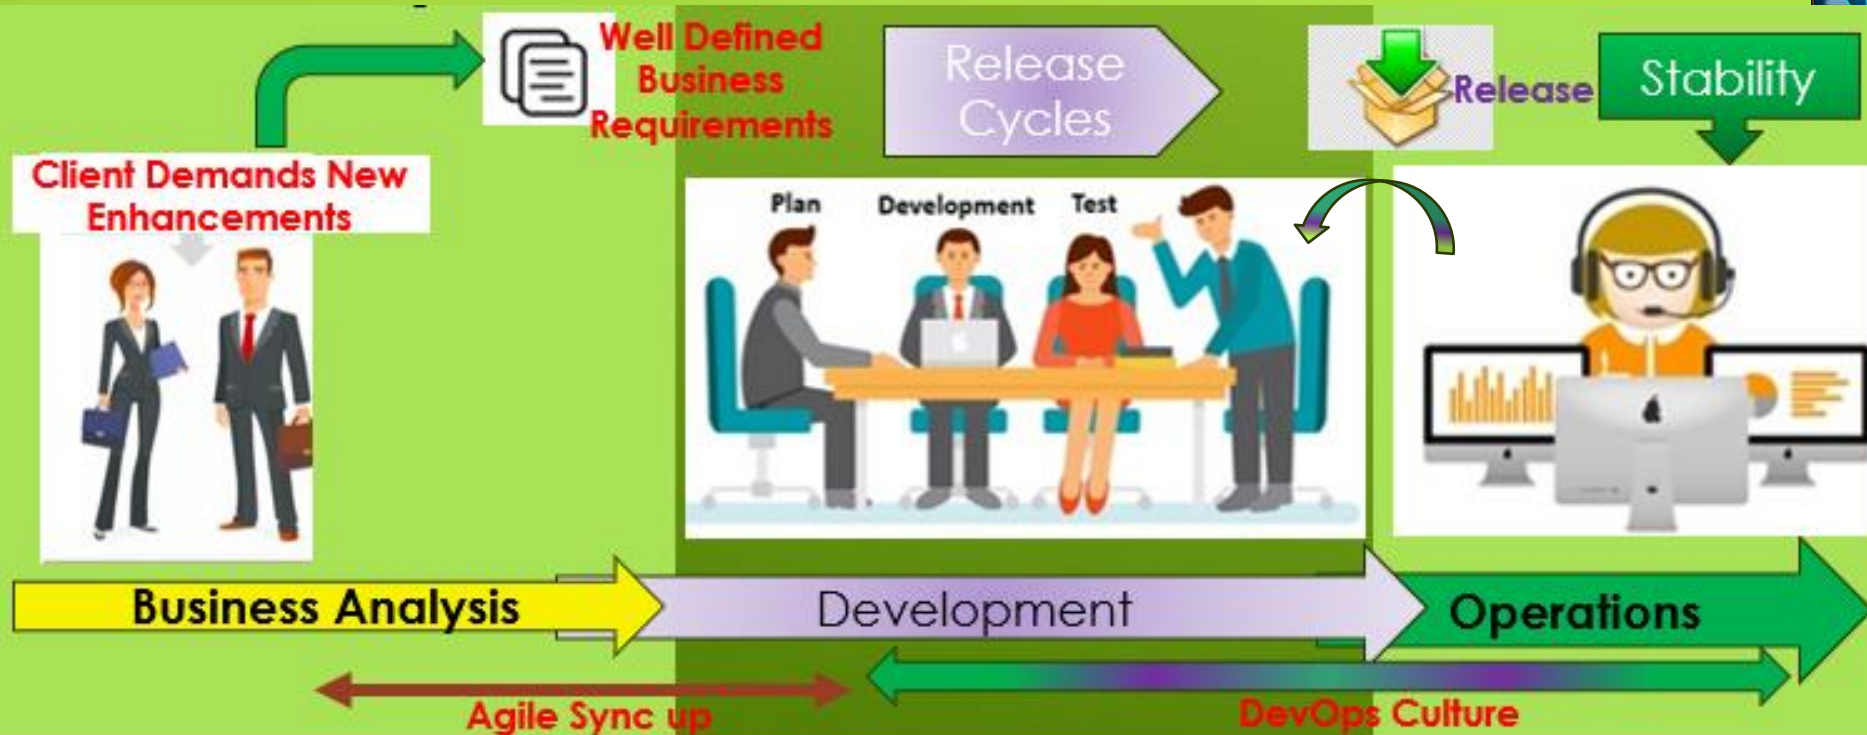 Client Demands New
Enhancements
Well Defined
Business
Requirements
Release
Cycles
Release
Stability
Plan
Development
Test
Business Analysis
Development
Operations
Agile Sync up
DevOps Culture